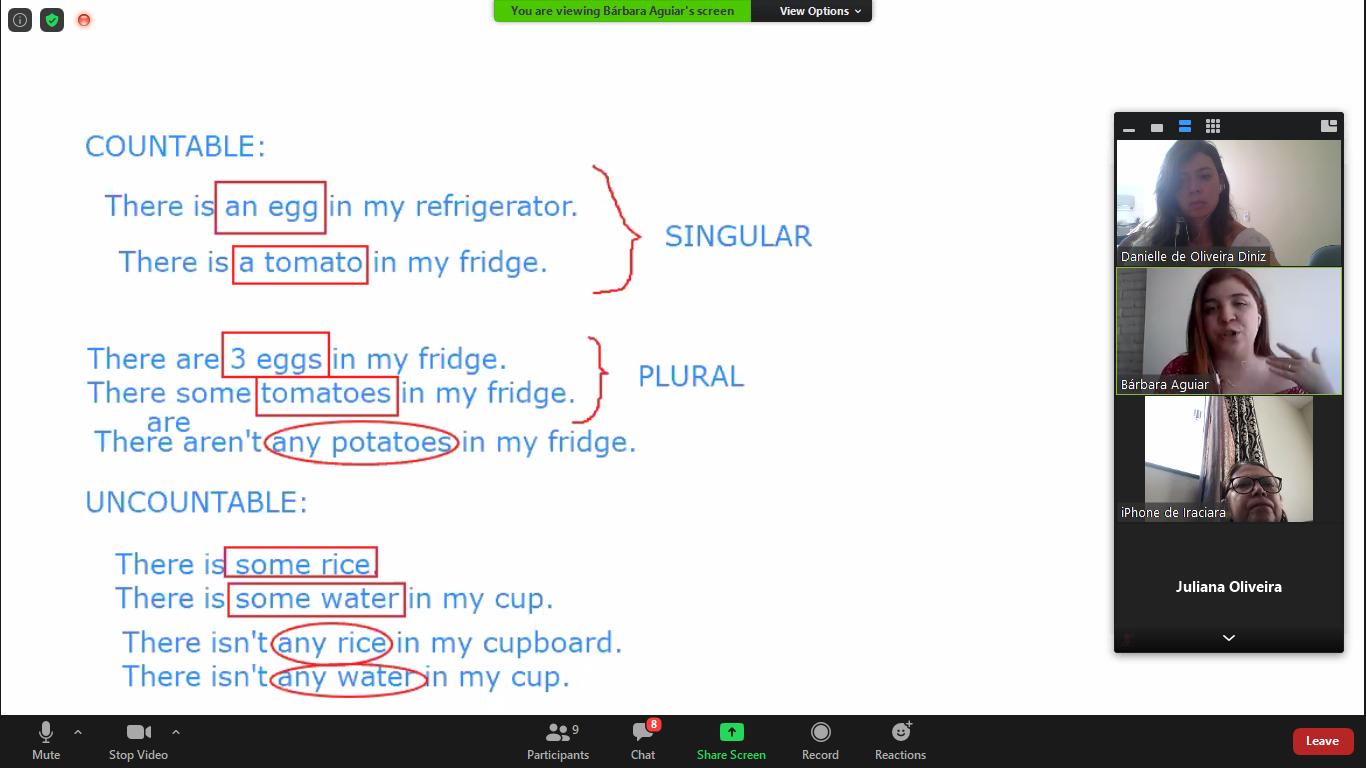 You are viewing Bárbara Aguiar's screen
View Options
COUNTABLE:
There is an egg in my refrigerator.
There is a tomato in my fridge.
SINGULAR
There are 3 eggs in my fridge.
There some tomatoes in my fridge.
are
PLURAL
There aren't any potatoes in my fridge.
UNCOUNTABLE:
There is some rice.
There is some water in my cup.
There isn't any rice in my cupboard.
There isn't any water in my cup.
Danielle de Oliveira Diniz
Bárbara Aguiar
iPhone de Iraciara
Juliana Oliveira
Mute
Stop Video
Participants 9
Chat 8
Share Screen
Record
Reactions
Leave